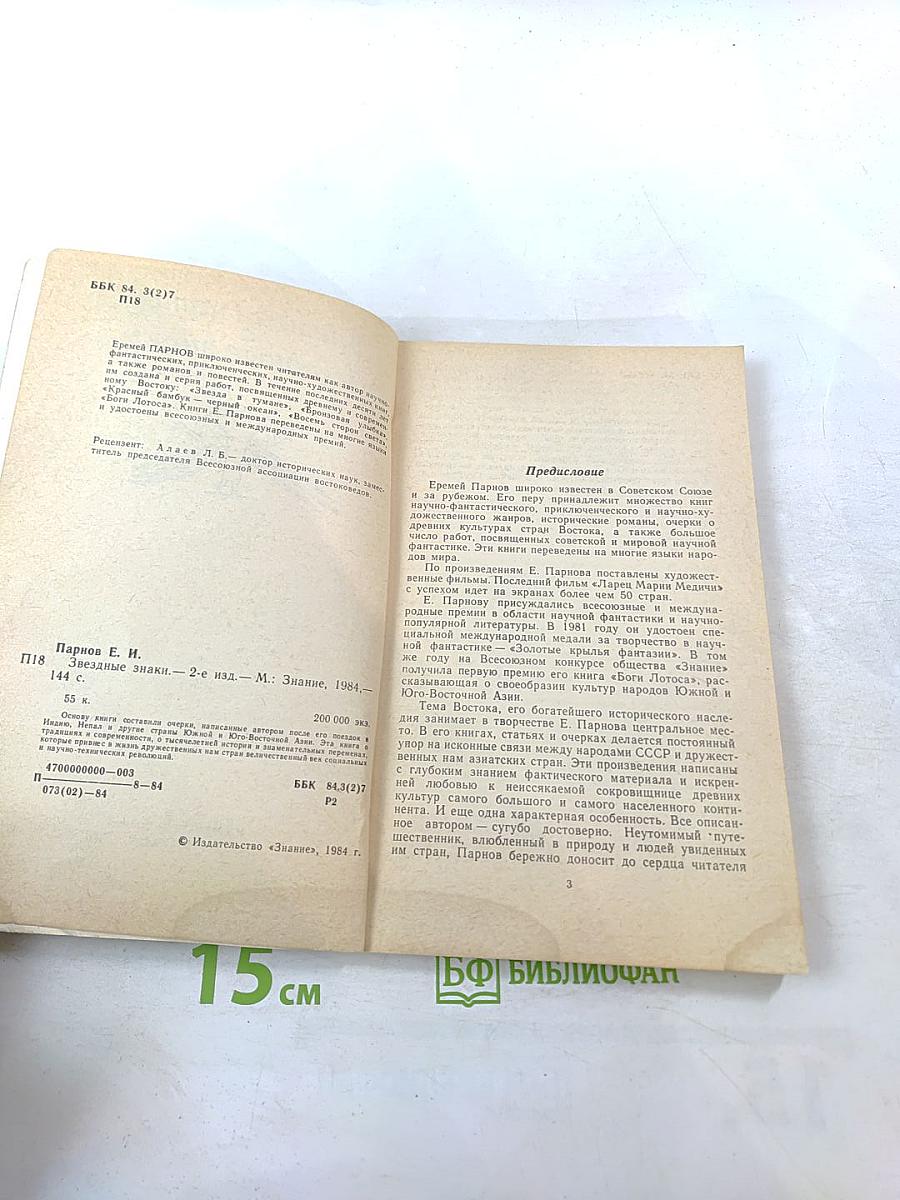 ББК 84. 3(2)7
П18
Еремей ПАРНОВ широко известен читателям как автор научно-
фантастических, приключенческих, научно-художественных книг,
а также романов и повестей. В течение последних десяти лет
им создана и серия работ, посвященных древнему и современ-
ному Востоку: «Звезда в тумане», «Бронзовая улыбка»,
«Красный бамбук — черный океан», «Восемь сторон света»,
«Боги Лотоса». Книги Е. Парнова переведены на многие языки
и удостоены всесоюзных и международных премий.
Рецензент: Алаев Л. Б.— доктор исторических наук, замес-
титель председателя Всесоюзной ассоциации востоковедов.
Парнов Е. И.
П18 Звездные знаки.— 2-е изд.— М.: Знание, 1984.—
144 с.
55 к.
200 000 экз.
Основу книги составили очерки, написанные автором после его поездок в
Индию, Непал и другие страны Южной и Юго-Восточной Азии. Эта книга о
традициях и современности, о тысячелетней истории и знаменательных переменах,
которые привнес в жизнь дружественных нам стран величественный век социальных
и научно-технических революций.
4700000000—003
П 8—84
073(02)—84
ББК 84.3(2)7
Р2
© Издательство «Знание», 1984 г.
Предисловие
Еремей Парнов широко известен в Советском Союзе
и за рубежом. Его перу принадлежит множество книг
научно-фантастического, приключенческого и научно-ху-
дожественного жанров, исторические романы, очерки о
древних культурах стран Востока, а также большое
число работ, посвященных советской и мировой научной
фантастике. Эти книги переведены на многие языки наро-
дов мира.
По произведениям Е. Парнова поставлены художест-
венные фильмы. Последний фильм «Ларец Марии Медичи»
с успехом идет на экранах более чем 50 стран.
Е. Парнову присуждались всесоюзные и междуна-
родные премии в области научной фантастики и научно-
популярной литературы. В 1981 году он удостоен спе-
циальной международной медали за творчество в науч-
ной фантастике — «Золотые крылья фантазии». В том
же году на Всесоюзном конкурсе общества «Знание»
получила первую премию его книга «Боги Лотоса», рас-
сказывающая о своеобразии культур народов Южной и
Юго-Восточной Азии.
Тема Востока, его богатейшего исторического насле-
дия занимает в творчестве Е. Парнова центральное мес-
то. В его книгах, статьях и очерках делается постоянный
упор на исконные связи между народами СССР и дружест-
венных нам азиатских стран. Эти произведения написаны
с глубоким знанием фактического материала и искрен-
ней любовью к неиссякаемой сокровищнице древних
культур самого большого и самого населенного конти-
нента. И еще одна характерная особенность. Все описан-
ное автором — сугубо достоверно. Неутомимый путе-
шественник, влюбленный в природу и людей увиденных
им стран, Парнов бережно доносит до сердца читателя
3
15 см
БФ БИБЛИОФАН